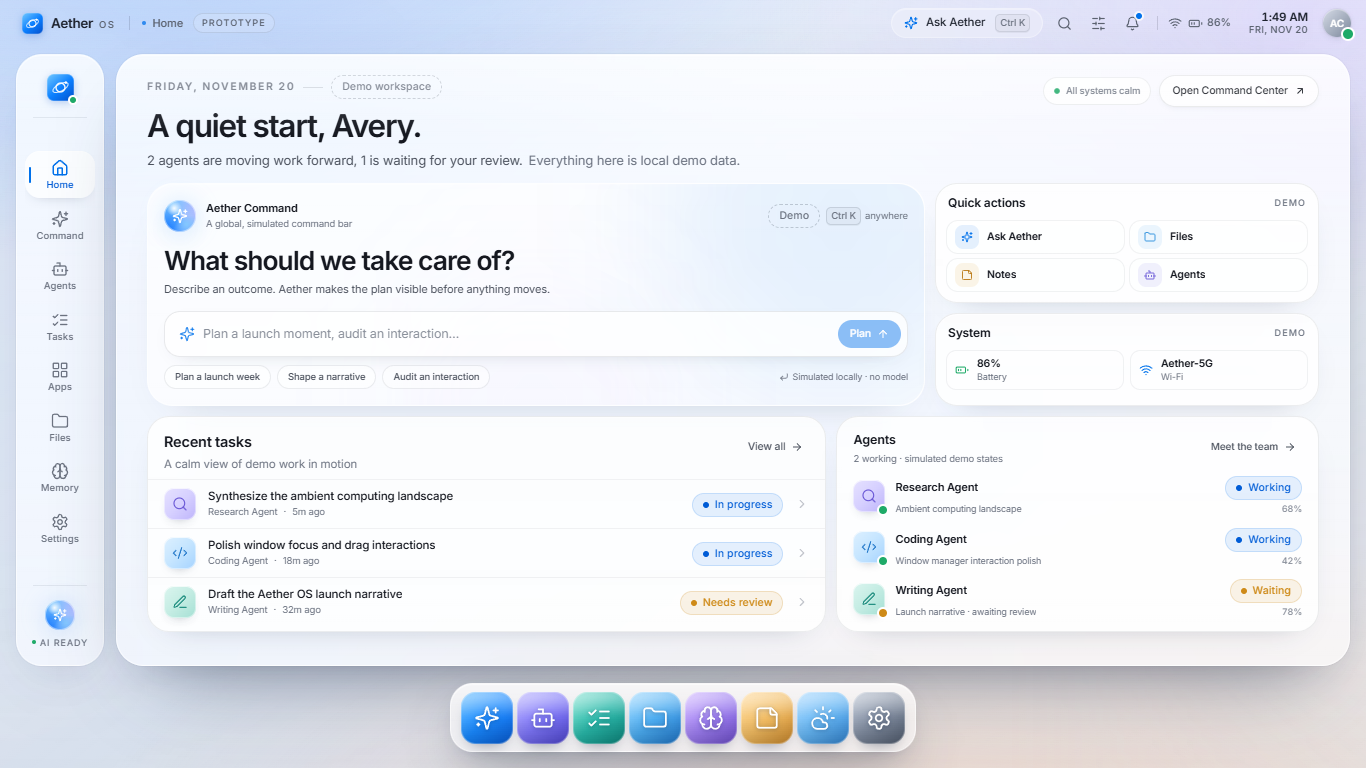 Aether OS
Home
PROTOTYPE
Ask Aether
Ctrl K
86%
1:49 AM
FRI, NOV 20
AC
Home
Command
Agents
Tasks
Apps
Files
Memory
Settings
AI READY
FRIDAY, NOVEMBER 20
Demo workspace
All systems calm
Open Command Center
A quiet start, Avery.
2 agents are moving work forward, 1 is waiting for your review. Everything here is local demo data.
Aether Command
A global, simulated command bar
Demo
Ctrl K
anywhere
What should we take care of?
Describe an outcome. Aether makes the plan visible before anything moves.
Plan a launch moment, audit an interaction...
Plan
Plan a launch week
Shape a narrative
Audit an interaction
Simulated locally · no model
Quick actions
DEMO
Ask Aether
Files
Notes
Agents
System
DEMO
86%
Battery
Aether-5G
Wi-Fi
Recent tasks
A calm view of demo work in motion
View all
Synthesize the ambient computing landscape
Research Agent · 5m ago
In progress
Polish window focus and drag interactions
Coding Agent · 18m ago
In progress
Draft the Aether OS launch narrative
Writing Agent · 32m ago
Needs review
Agents
2 working · simulated demo states
Meet the team
Research Agent
Ambient computing landscape
Working
68%
Coding Agent
Window manager interaction polish
Working
42%
Writing Agent
Launch narrative · awaiting review
Waiting
78%